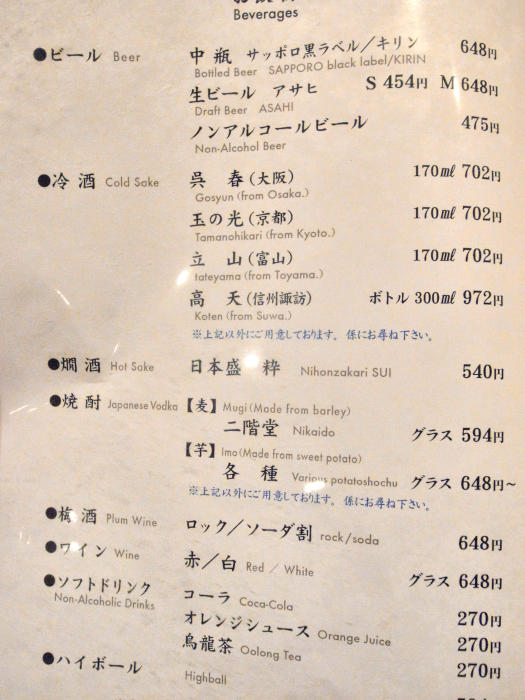 Beverages
●ビール Beer 中 瓶 サッポロ黒ラベル／キリン 648円
Bottled Beer SAPPORO black label/KIRIN
生ビール アサヒ S 454円 M 648円
Draft Beer ASAHI
ノンアルコールビール 475円
Non-Alcohol Beer
●冷 酒 Cold Sake 呉 春(大阪) 170㎖ 702円
Gosyun (from Osaka.)
玉の光(京都) 170㎖ 702円
Tamanohikari (from Kyoto.)
立 山(富山) 170㎖ 702円
tateyama (from Toyama.)
高 天(信州諏訪) ボトル 300㎖ 972円
Koten (from Suwa.)
※上記以外にご用意しております。係にお尋ね下さい。
●燗 酒 Hot Sake 日本盛 粋 Nihonzakari SUI 540円
●焼 酎 Japanese Vodka 【麦】 Mugi (Made from barley)
二階堂 Nikaido グラス 594円
【芋】 Imo (Made from sweet potato)
各 種 Various potatoshochu グラス 648円～
※上記以外にご用意しております。係にお尋ね下さい。
●梅 酒 Plum Wine ロック／ソーダ割 rock/soda 648円
●ワイン Wine 赤／白 Red ／ White グラス 648円
●ソフトドリンク コーラ Coca-Cola 270円
Non-Alcoholic Drinks
オレンジジュース Orange Juice 270円
烏龍茶 Oolong Tea 270円
●ハイボール Highball